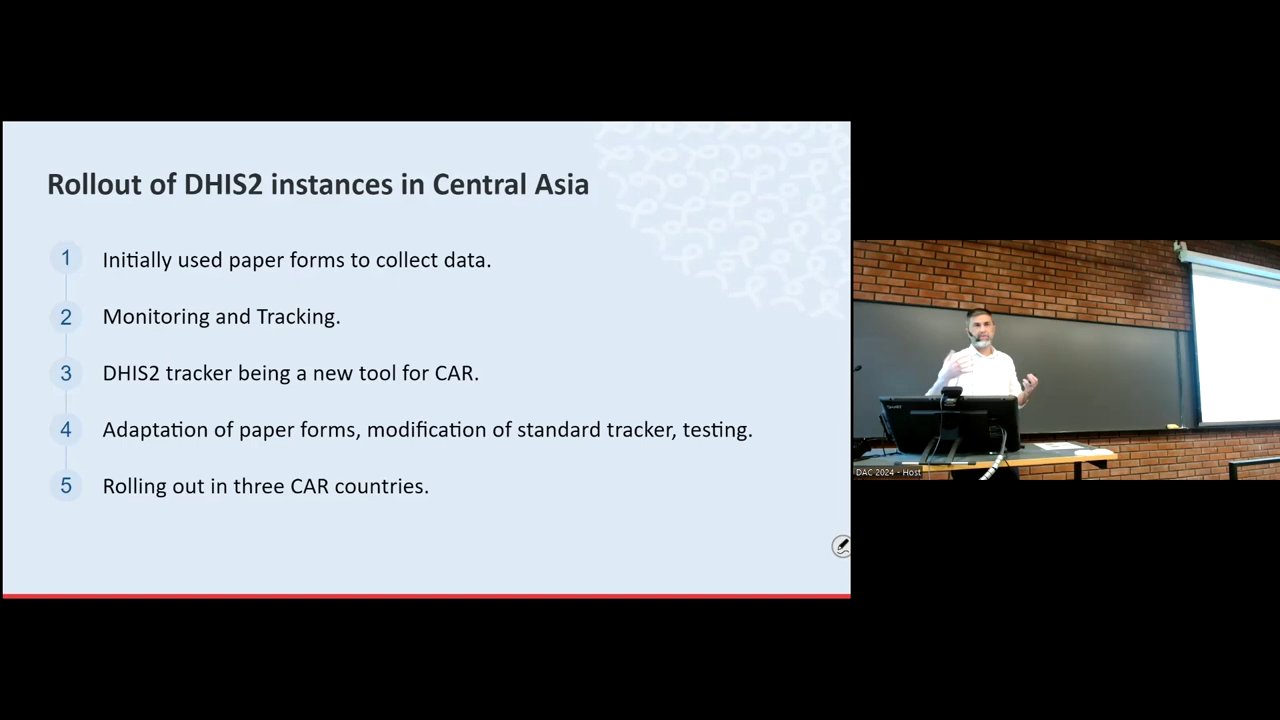 Rollout of DHIS2 instances in Central Asia
1 Initially used paper forms to collect data.
2 Monitoring and Tracking.
3 DHIS2 tracker being a new tool for CAR.
4 Adaptation of paper forms, modification of standard tracker, testing.
5 Rolling out in three CAR countries.
DAC 2024 - Host